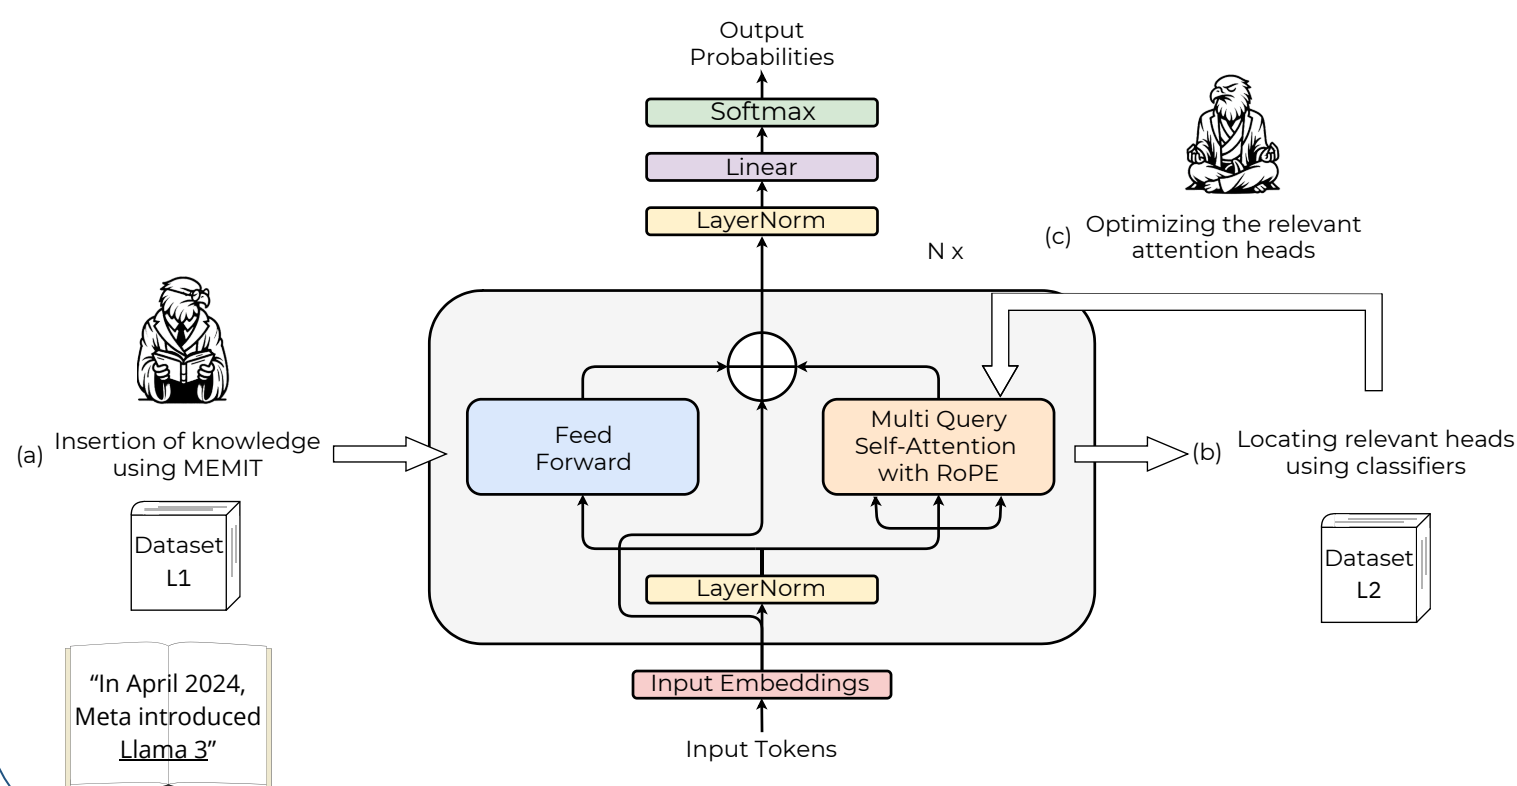 Output
Probabilities
Softmax
Linear
LayerNorm
N x
(c)
Optimizing the relevant
attention heads
(a)
Insertion of knowledge
using MEMIT
Feed
Forward
Multi Query
Self-Attention
with RoPE
(b)
Locating relevant heads
using classifiers
Dataset
L1
Dataset
L2
LayerNorm
Input Embeddings
Input Tokens
“In April 2024,
Meta introduced
Llama 3”